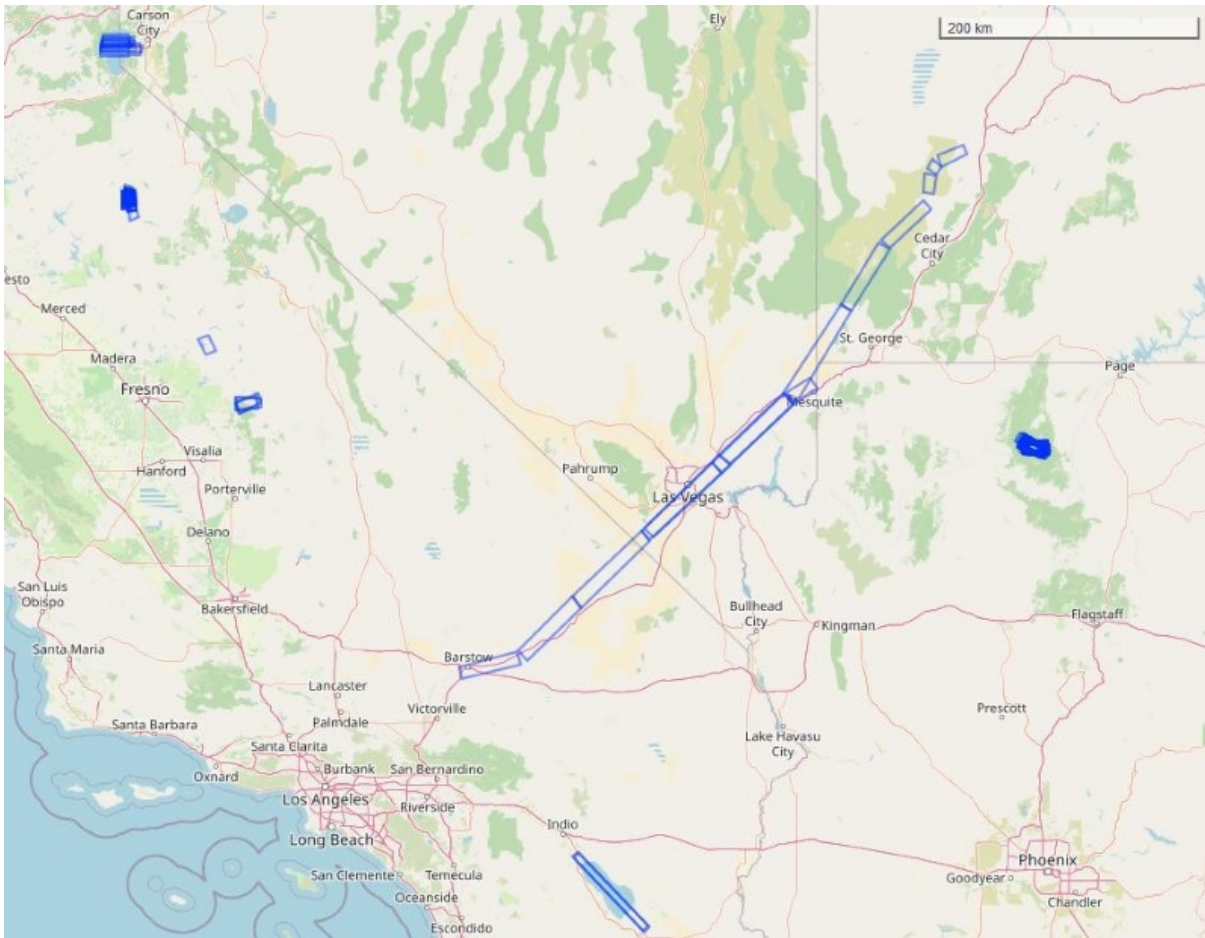 Carson
City
Ely
200 km
esto
Merced
Madera
Fresno
Cedar
City
St. George
Page
Mesquite
Visalia
Hanford
Porterville
Pahrump
Las Vegas
Delano
San Luis
Obispo
Bakersfield
Bullhead
City
Kingman
Flagstaff
Santa Maria
Barstow
Lancaster
Palmdale
Victorville
Prescott
Santa Barbara
Santa Clarita
Lake Havasu
City
Oxnard
Burbank
San Bernardino
Los Angeles
Riverside
Long Beach
Indio
San Clemente
Temecula
Phoenix
Goodyear
Chandler
Oceanside
Escondido